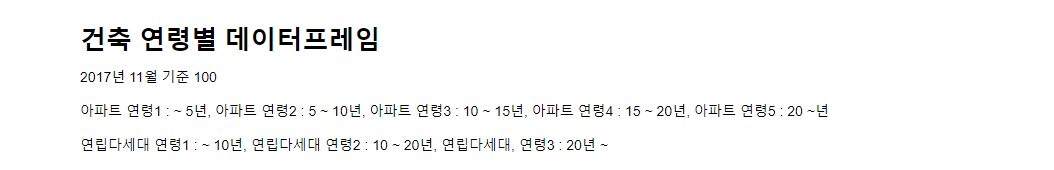 건축 연령별 데이터프레임
2017년 11월 기준 100
아파트 연령1 : ~ 5년, 아파트 연령2 : 5 ~ 10년, 아파트 연령3 : 10 ~ 15년, 아파트 연령4 : 15 ~ 20년, 아파트 연령5 : 20 ~년
연립다세대 연령1 : ~ 10년, 연립다세대 연령2 : 10 ~ 20년, 연립다세대, 연령3 : 20년 ~